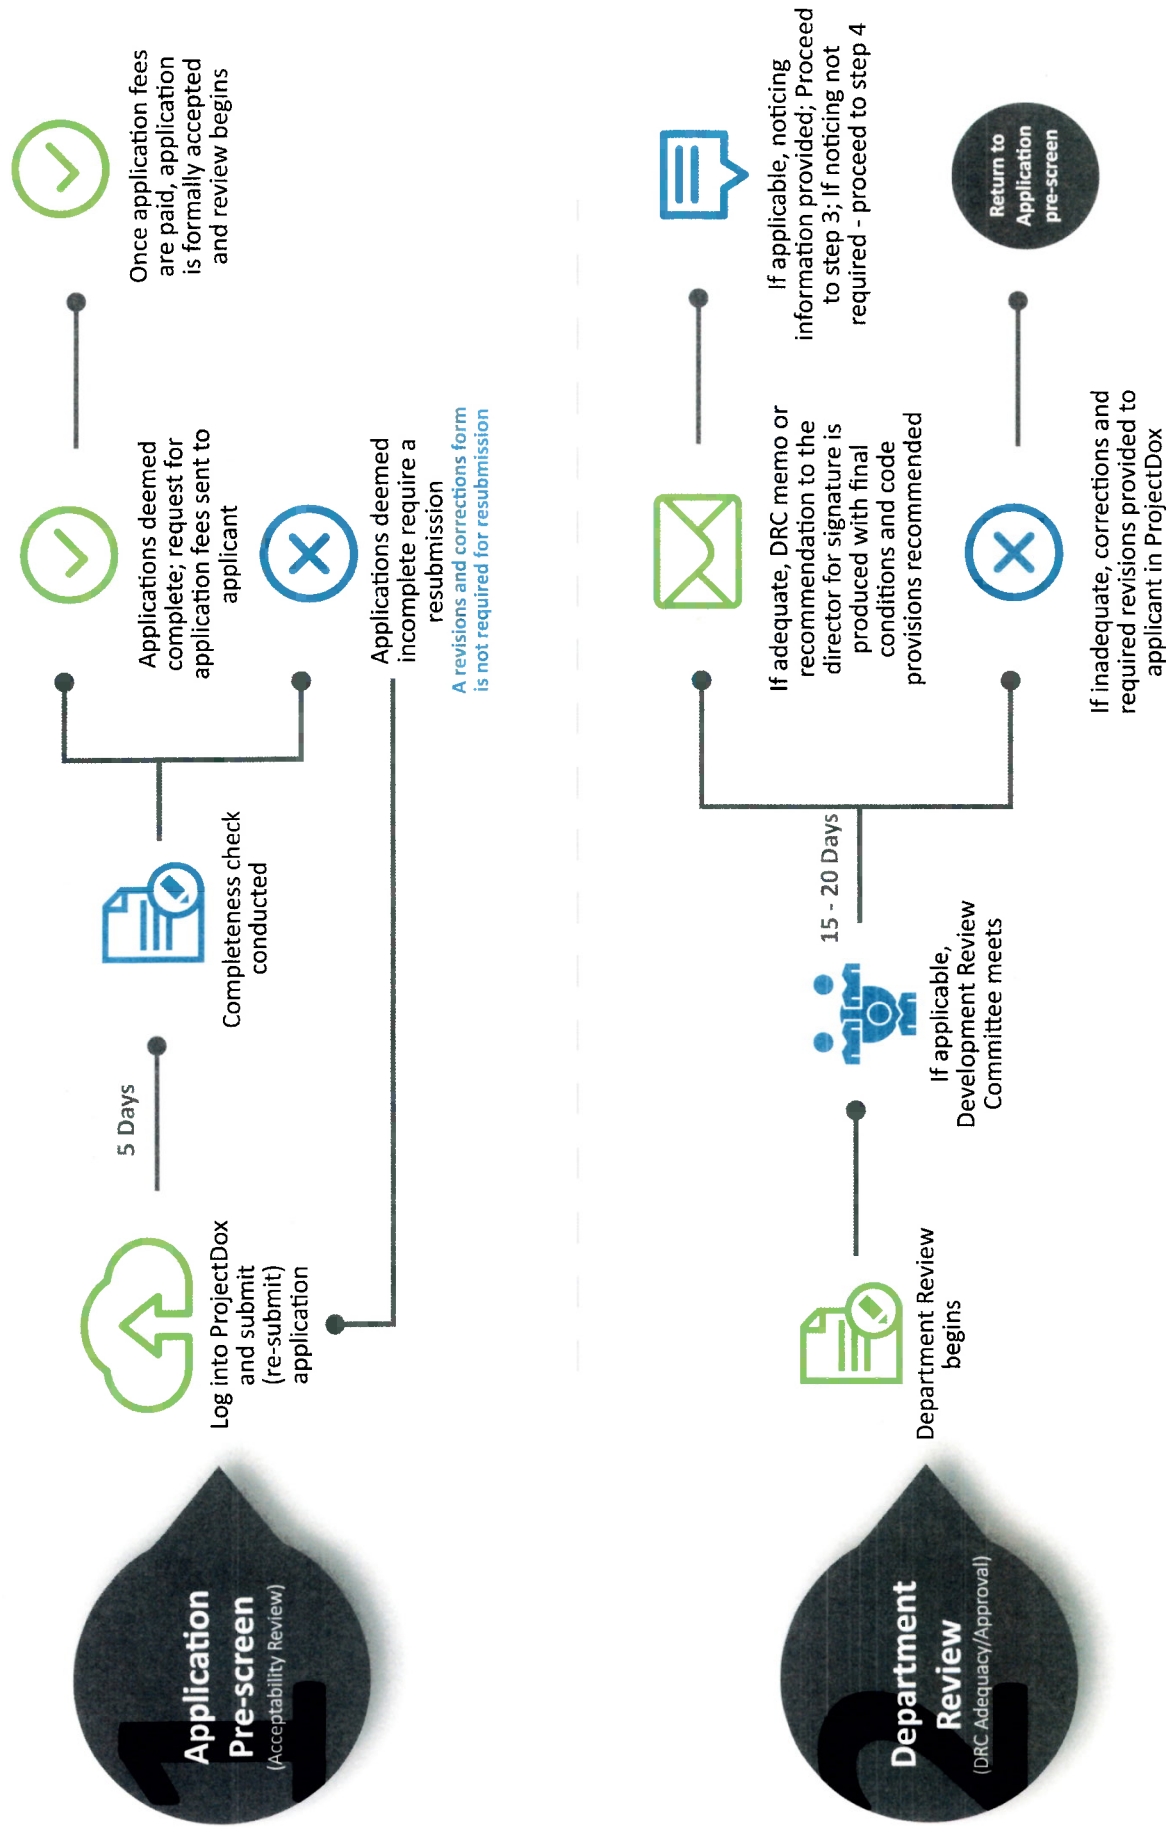 1
Application
Pre-screen
(Acceptability Review)
Log into ProjectDox
and submit
(re-submit)
application
5 Days
Completeness check
conducted
Applications deemed
complete; request for
application fees sent to
applicant
Once application fees
are paid, application
is formally accepted
and review begins
Applications deemed
incomplete require a
resubmission
A revisions and corrections form
is not required for resubmission
2
Department
Review
(DRC Adequacy/Approval)
Department Review
begins
If applicable,
Development Review
Committee meets
15 - 20 Days
If adequate, DRC memo or
recommendation to the
director for signature is
produced with final
conditions and code
provisions recommended
If applicable, noticing
information provided; Proceed
to step 3; If noticing not
required - proceed to step 4
If inadequate, corrections and
required revisions provided to
applicant in ProjectDox
Return to
Application
pre-screen